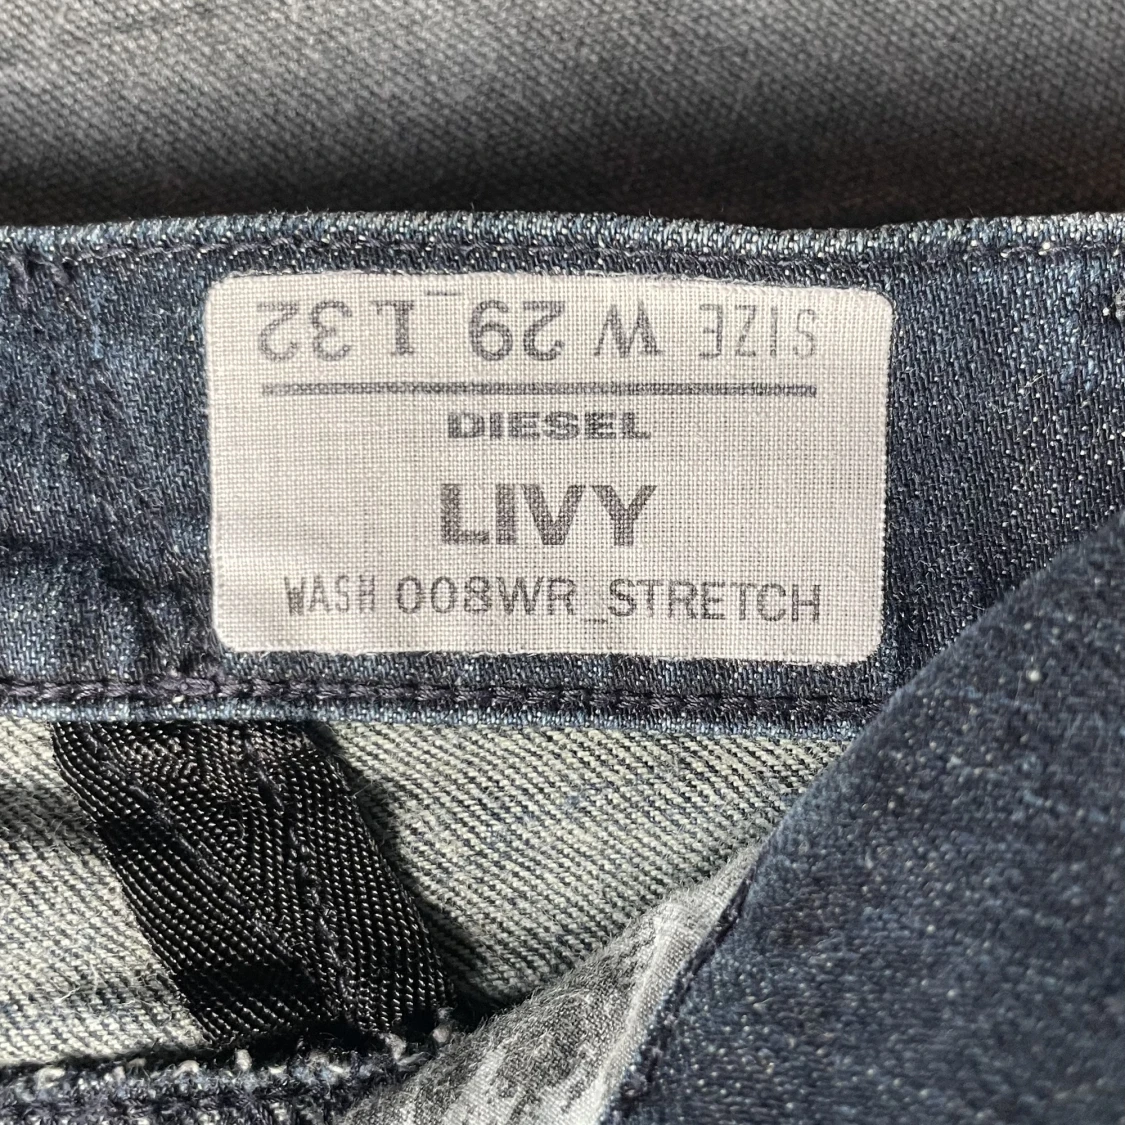 SIZE W 29 L 32
DIESEL
LIVY
WASH 008WR_STRETCH